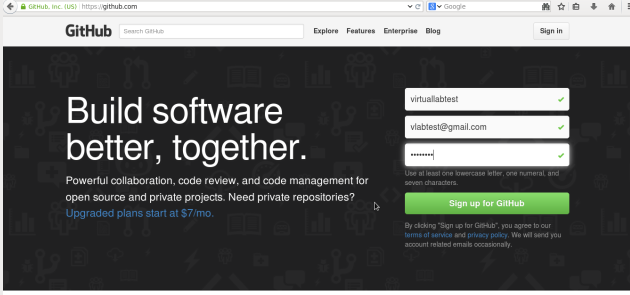 GitHub, Inc. (US) https://github.com
Google
GitHub
Search GitHub
Explore Features Enterprise Blog
Sign in
Build software
better, together.
Powerful collaboration, code review, and code management for
open source and private projects. Need private repositories?
Upgraded plans start at $7/mo.
virtuallabtest
vlabtest@gmail.com
••••••••
Use at least one lowercase letter, one numeral, and
seven characters.
Sign up for GitHub
By clicking "Sign up for GitHub", you agree to our
terms of service and privacy policy. We will send you
account related emails occasionally.